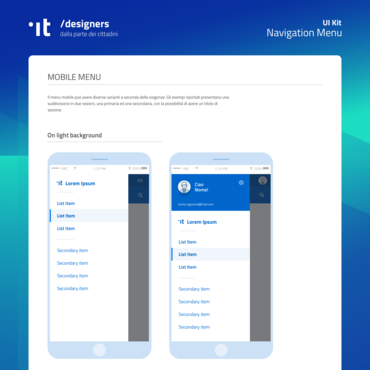 ·it /designers
dalla parte dei cittadini
UI Kit
Navigation Menu
MOBILE MENU
Il menu mobile può avere diverse varianti a seconda delle esigenze. Gli esempi riportati presentano una
suddivisione in due sezioni, una primaria ed una secondaria, con la possibilità di avere un titolo di
sezione.
On light background
·it Lorem Ipsum
List Item
List Item
List Item
Secondary item
Secondary item
Secondary item
Secondary item
Ciao
Nome!
·it Lorem Ipsum
List Item
List Item
List Item
Secondary item
Secondary item
Secondary item
Secondary item